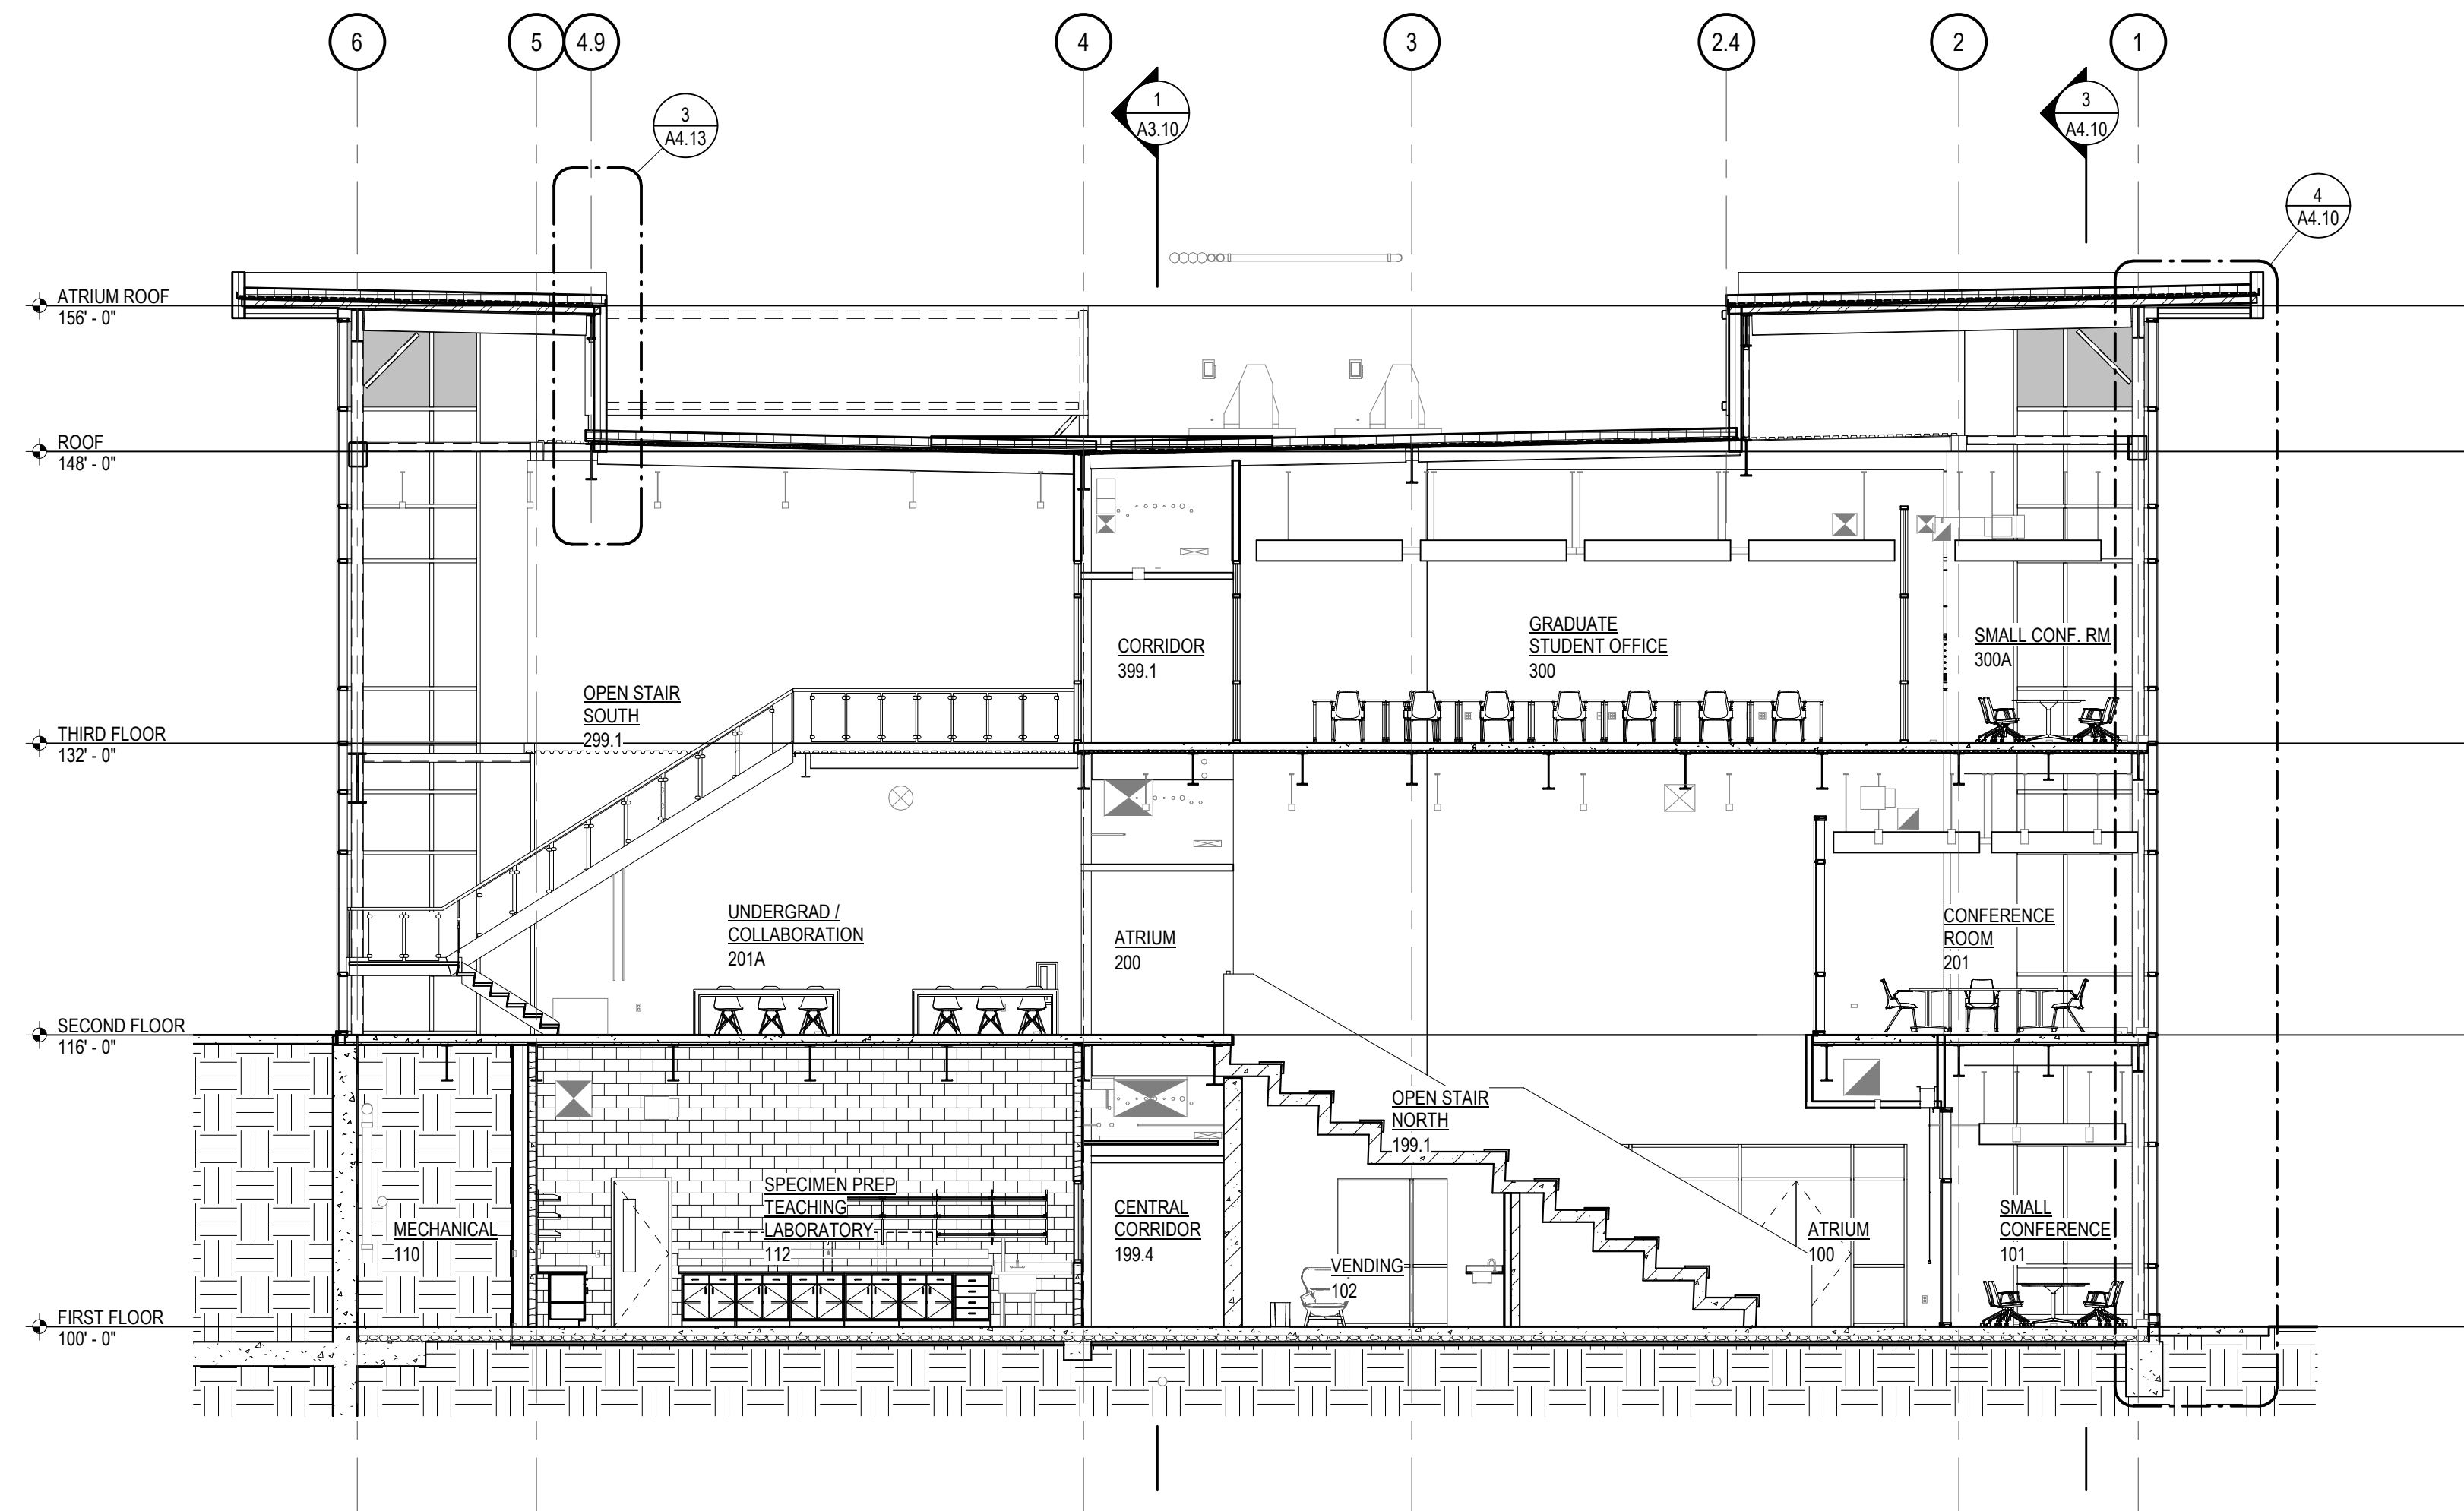 6
5
4.9
4
3
2.4
2
1
3
A4.13
1
A3.10
3
A4.10
4
A4.10
ATRIUM ROOF
156' - 0"
ROOF
148' - 0"
THIRD FLOOR
132' - 0"
SECOND FLOOR
116' - 0"
FIRST FLOOR
100' - 0"
OPEN STAIR
SOUTH
299.1
CORRIDOR
399.1
GRADUATE
STUDENT OFFICE
300
SMALL CONF. RM
300A
UNDERGRAD /
COLLABORATION
201A
ATRIUM
200
CONFERENCE
ROOM
201
MECHANICAL
110
SPECIMEN PREP
TEACHING
LABORATORY
112
CENTRAL
CORRIDOR
199.4
OPEN STAIR
NORTH
199.1
VENDING
102
ATRIUM
100
SMALL
CONFERENCE
101